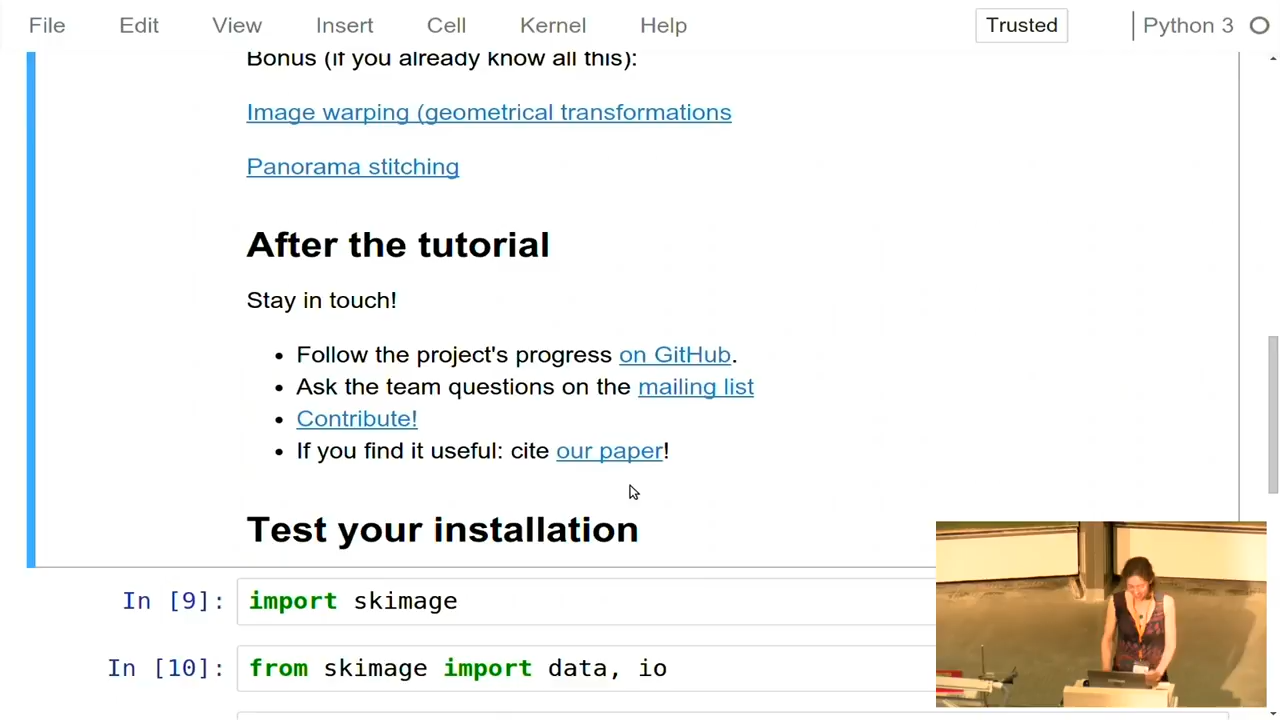 File Edit View Insert Cell Kernel Help Trusted Python 3
Bonus (if you already know all this):
Image warping (geometrical transformations
Panorama stitching
After the tutorial
Stay in touch!
Follow the project's progress on GitHub.
Ask the team questions on the mailing list
Contribute!
If you find it useful: cite our paper!
Test your installation
In [9]: import skimage
In [10]: from skimage import data, io